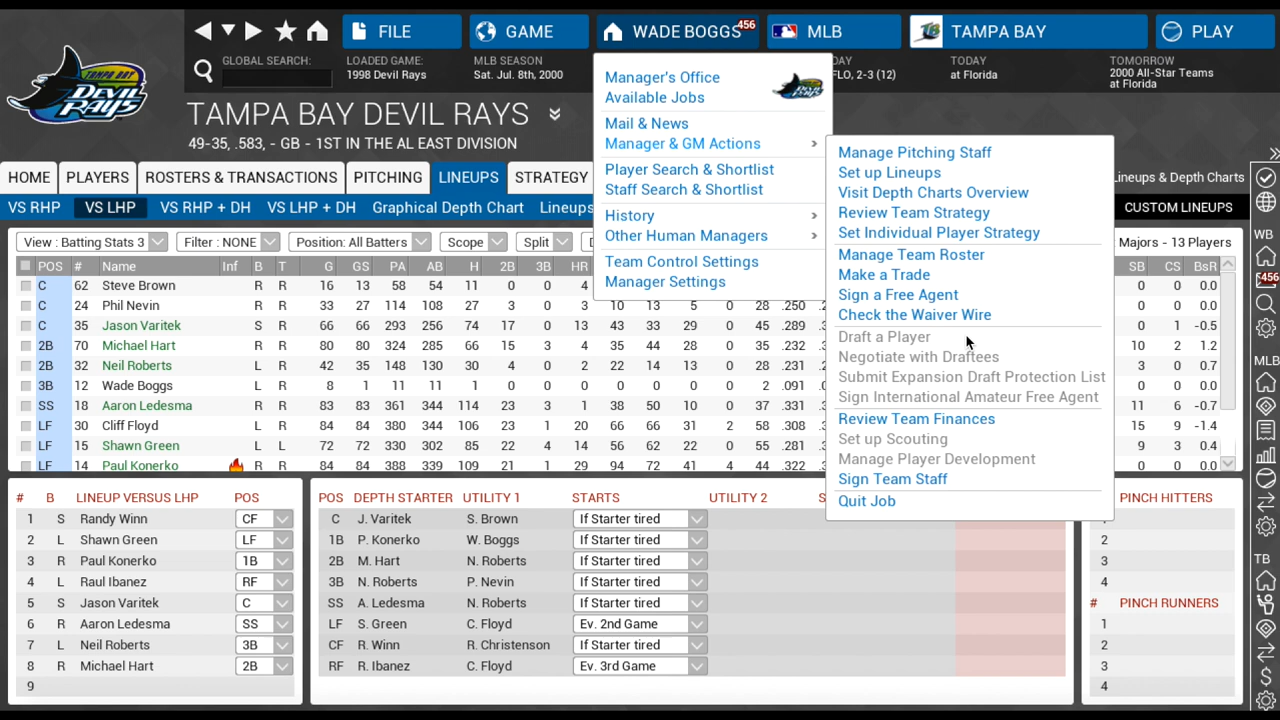 FILE
GAME
WADE BOGGS 456
MLB
TAMPA BAY
PLAY
GLOBAL SEARCH:
LOADED GAME:
1998 Devil Rays
MLB SEASON
Sat. Jul. 8th, 2000
DAY
FLO, 2-3 (12)
TODAY
at Florida
TOMORROW
2000 All-Star Teams
at Florida
TAMPA BAY
DEVIL RAYS
TAMPA BAY DEVIL RAYS
49-35, .583, - GB - 1ST IN THE AL EAST DIVISION
HOME
PLAYERS
ROSTERS & TRANSACTIONS
PITCHING
LINEUPS
STRATEGY
Lineups & Depth Charts
VS RHP
VS LHP
VS RHP + DH
VS LHP + DH
Graphical Depth Chart
Lineups
CUSTOM LINEUPS
Manager's Office
Available Jobs
Mail & News
Manager & GM Actions
Player Search & Shortlist
Staff Search & Shortlist
History
Other Human Managers
Team Control Settings
Manager Settings
Manage Pitching Staff
Set up Lineups
Visit Depth Charts Overview
Review Team Strategy
Set Individual Player Strategy
Manage Team Roster
Make a Trade
Sign a Free Agent
Check the Waiver Wire
Draft a Player
Negotiate with Draftees
Submit Expansion Draft Protection List
Sign International Amateur Free Agent
Review Team Finances
Set up Scouting
Manage Player Development
Sign Team Staff
Quit Job
View : Batting Stats 3
Filter : NONE
Position: All Batters
Scope
Split
: Majors - 13 Players
POS # Name Inf B T G GS PA AB H 2B 3B HR SB CS BsR
C 62 Steve Brown R R 16 13 58 54 11 0 0 4 0 0 0.0
C 24 Phil Nevin R R 33 27 114 108 27 3 0 10 13 5 0 28 .250 0 0 0.0
C 35 Jason Varitek S R 66 66 293 256 74 17 0 13 43 33 29 0 45 .289 0 1 -0.5
2B 70 Michael Hart R R 80 80 324 285 66 15 3 4 35 44 28 0 35 .232 10 2 1.2
2B 32 Neil Roberts L R 42 35 148 130 30 4 0 2 22 14 13 0 28 .231 3 0 0.7
3B 12 Wade Boggs L R 8 1 11 11 1 0 0 0 0 0 0 0 2 .091 0 0 0.0
SS 18 Aaron Ledesma R R 83 83 361 344 114 23 3 1 38 50 10 0 37 .331 11 6 -0.7
LF 30 Cliff Floyd L R 84 84 380 344 106 23 1 20 66 66 31 2 58 .308 15 9 -1.4
LF 15 Shawn Green L L 72 72 330 302 85 22 4 14 56 62 22 0 55 .281 9 3 0.4
LF 14 Paul Konerko R R 84 84 388 339 109 21 1 29 94 72 41 4 44 .322 0 0 0.0
# B LINEUP VERSUS LHP POS
1 S Randy Winn CF
2 L Shawn Green LF
3 R Paul Konerko 1B
4 L Raul Ibanez RF
5 S Jason Varitek C
6 R Aaron Ledesma SS
7 L Neil Roberts 3B
8 R Michael Hart 2B
9
POS DEPTH STARTER UTILITY 1 STARTS UTILITY 2 S
C J. Varitek S. Brown If Starter tired
1B P. Konerko W. Boggs If Starter tired
2B M. Hart N. Roberts If Starter tired
3B N. Roberts P. Nevin If Starter tired
SS A. Ledesma N. Roberts If Starter tired
LF S. Green C. Floyd Ev. 2nd Game
CF R. Winn R. Christenson If Starter tired
RF R. Ibanez C. Floyd Ev. 3rd Game
PINCH HITTERS
1
2
3
4
# PINCH RUNNERS
1
2
3
4
WB
456
MLB
TB